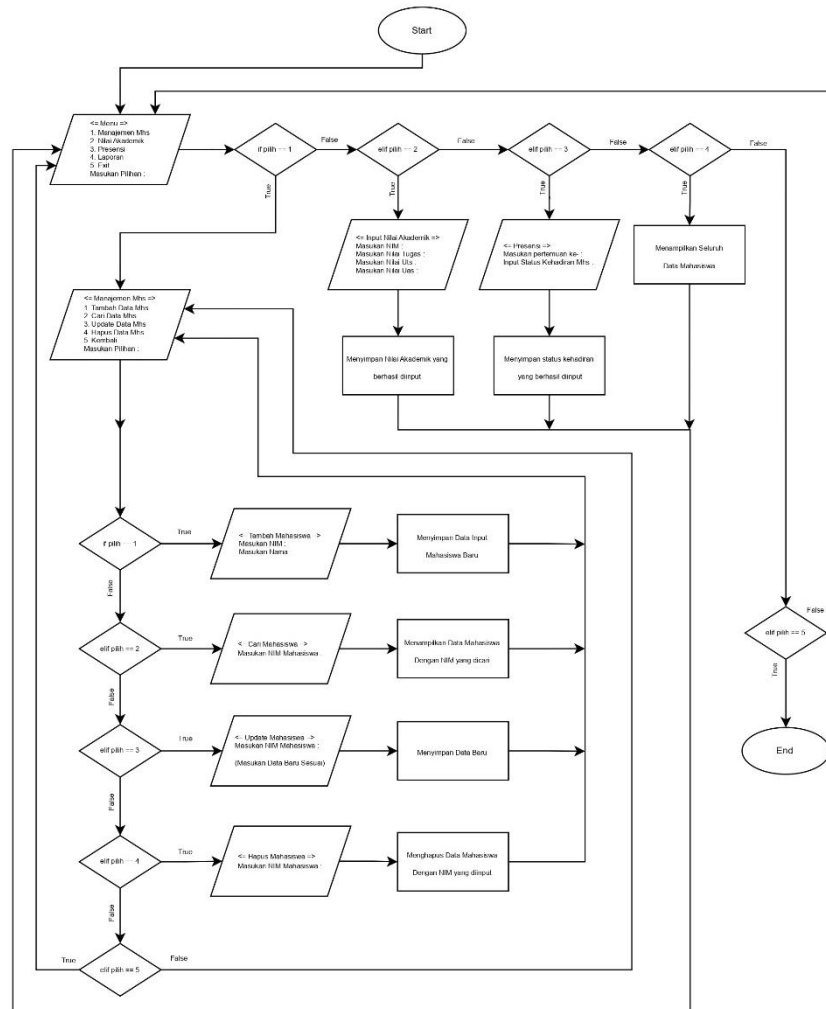 Start
<= Menu =>
1. Manajemen Mhs
2. Nilai Akademik
3. Presensi
4. Laporan
5. Exit
Masukan Pilihan :
if pilih == 1
False
elif pilih == 2
False
elif pilih == 3
False
elif pilih == 4
False
True
True
True
True
<= Input Nilai Akademik =>
Masukan NIM :
Masukan Nilai Tugas :
Masukan Nilai Uts :
Masukan Nilai Uas :
<= Presensi =>
Masukan pertemuan ke- :
Input Status Kehadiran Mhs :
Menampilkan Seluruh
Data Mahasiswa
<= Manajemen Mhs =>
1. Tambah Data Mhs
2. Cari Data Mhs
3. Update Data Mhs
4. Hapus Data Mhs
5. Kembali
Masukan Pilihan :
Menyimpan Nilai Akademik yang
berhasil diinput
Menyimpan status kehadiran
yang berhasil diinput
if pilih == 1
True
<= Tambah Mahasiswa =>
Masukan NIM :
Masukan Nama
Menyimpan Data Input
Mahasiswa Baru
False
elif pilih == 2
True
<= Cari Mahasiswa =>
Masukan NIM Mahasiswa
Menampilkan Data Mahasiswa
Dengan NIM yang dicari
False
elif pilih == 5
False
True
End
elif pilih == 3
True
<= Update Mahasiswa =>
Masukan NIM Mahasiswa :
(Masukan Data Baru Sesuai)
Menyimpan Data Baru
False
elif pilih == 4
True
<= Hapus Mahasiswa =>
Masukan NIM Mahasiswa :
Menghapus Data Mahasiswa
Dengan NIM yang diinput
False
True
elif pilih == 5
False